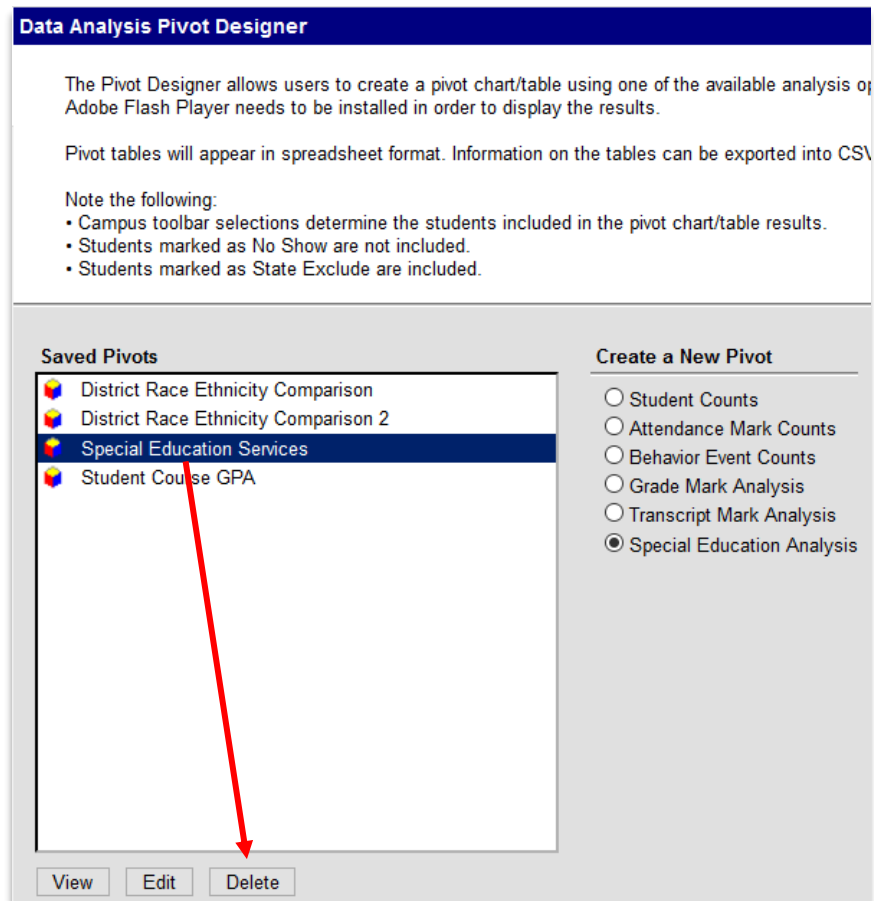 Data Analysis Pivot Designer
The Pivot Designer allows users to create a pivot chart/table using one of the available analysis
Adobe Flash Player needs to be installed in order to display the results.
Pivot tables will appear in spreadsheet format. Information on the tables can be exported into CSV
Note the following:
• Campus toolbar selections determine the students included in the pivot chart/table results.
• Students marked as No Show are not included.
• Students marked as State Exclude are included.
Saved Pivots
District Race Ethnicity Comparison
District Race Ethnicity Comparison 2
Special Education Services
Student Course GPA
View Edit Delete
Create a New Pivot
Student Counts
Attendance Mark Counts
Behavior Event Counts
Grade Mark Analysis
Transcript Mark Analysis
Special Education Analysis